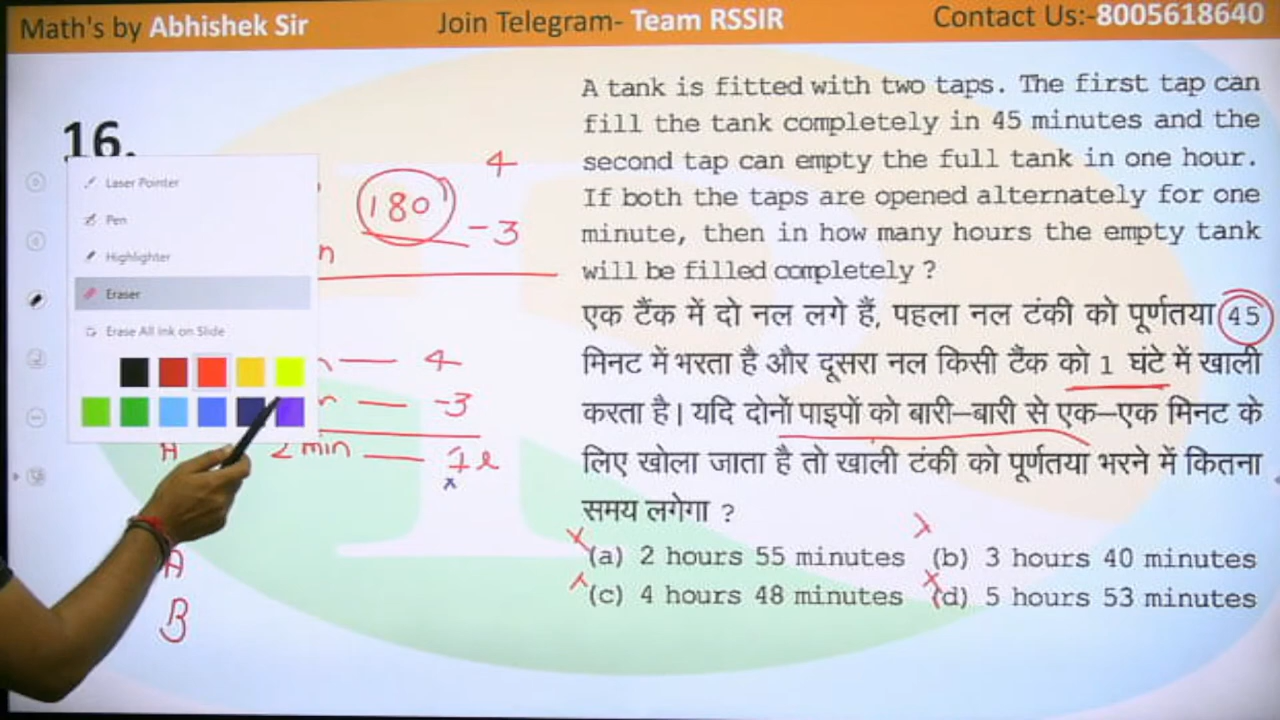 Math's by Abhishek Sir
Join Telegram- Team RSSIR
Contact Us:-8005618640
16.
Laser Pointer
Pen
Highlighter
Eraser
Erase All Ink on Slide
180
4
-3
n
4
-3
A 2 min 1 l
A
B
A tank is fitted with two taps. The first tap can
fill the tank completely in 45 minutes and the
second tap can empty the full tank in one hour.
If both the taps are opened alternately for one
minute, then in how many hours the empty tank
will be filled completely ?
एक टैंक में दो नल लगे हैं, पहला नल टंकी को पूर्णतया 45
मिनट में भरता है और दूसरा नल किसी टैंक को 1 घंटे में खाली
करता है। यदि दोनों पाइपों को बारी–बारी से एक–एक मिनट के
लिए खोला जाता है तो खाली टंकी को पूर्णतया भरने में कितना
समय लगेगा ?
(a) 2 hours 55 minutes (b) 3 hours 40 minutes
(c) 4 hours 48 minutes (d) 5 hours 53 minutes